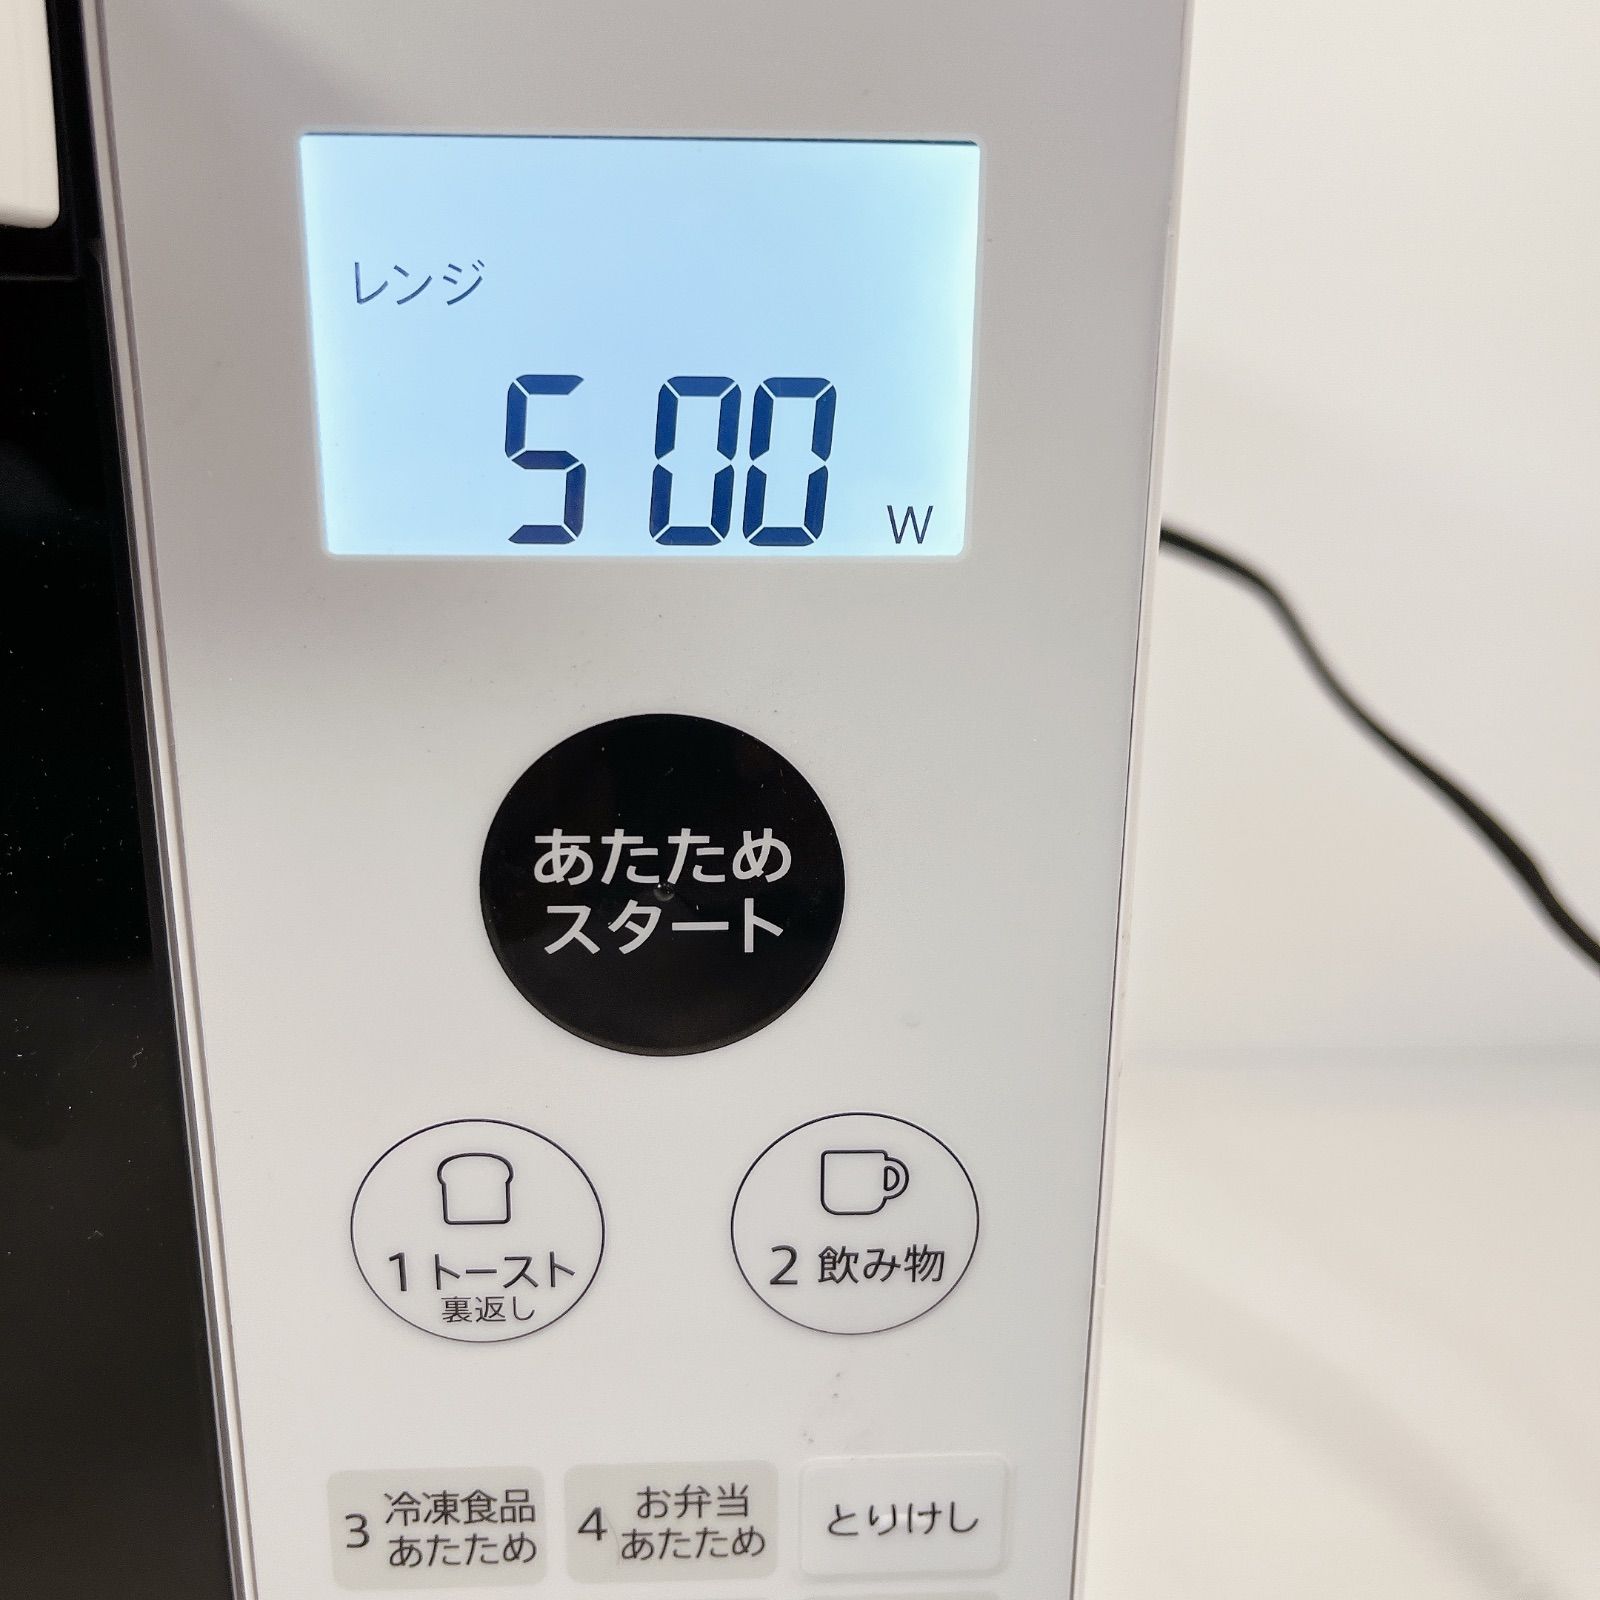 レンジ
500 W
あたため
スタート
1 トースト
裏返し
2 飲み物
3 冷凍食品
あたため
4 お弁当
あたため
とりけし